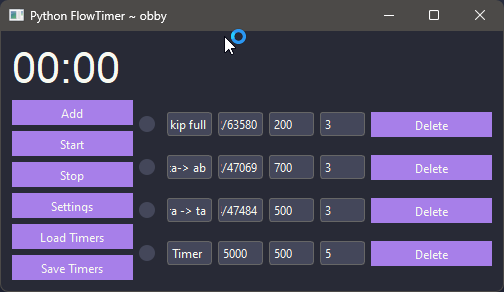 Python FlowTimer ~ obby
00:00
Add
Start
Stop
Settings
Load Timers
Save Timers
kip full /63580 200 3 Delete
-> ab /47069 700 3 Delete
a -> ta /47484 500 3 Delete
Timer 5000 500 5 Delete